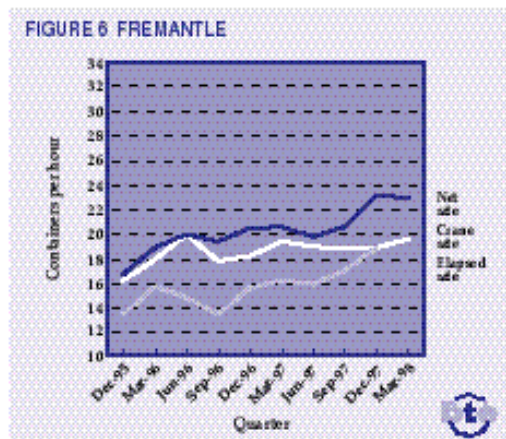 FIGURE 6 FREMANTLE
34
32
30
28
26
24
22
20
18
16
14
12
10
Containers per hour
Net
rate
Crane
rate
Elapsed
rate
Dec-95
Mar-96
Jun-96
Sep-96
Dec-96
Mar-97
Jun-97
Sep-97
Dec-97
Mar-98
Quarter